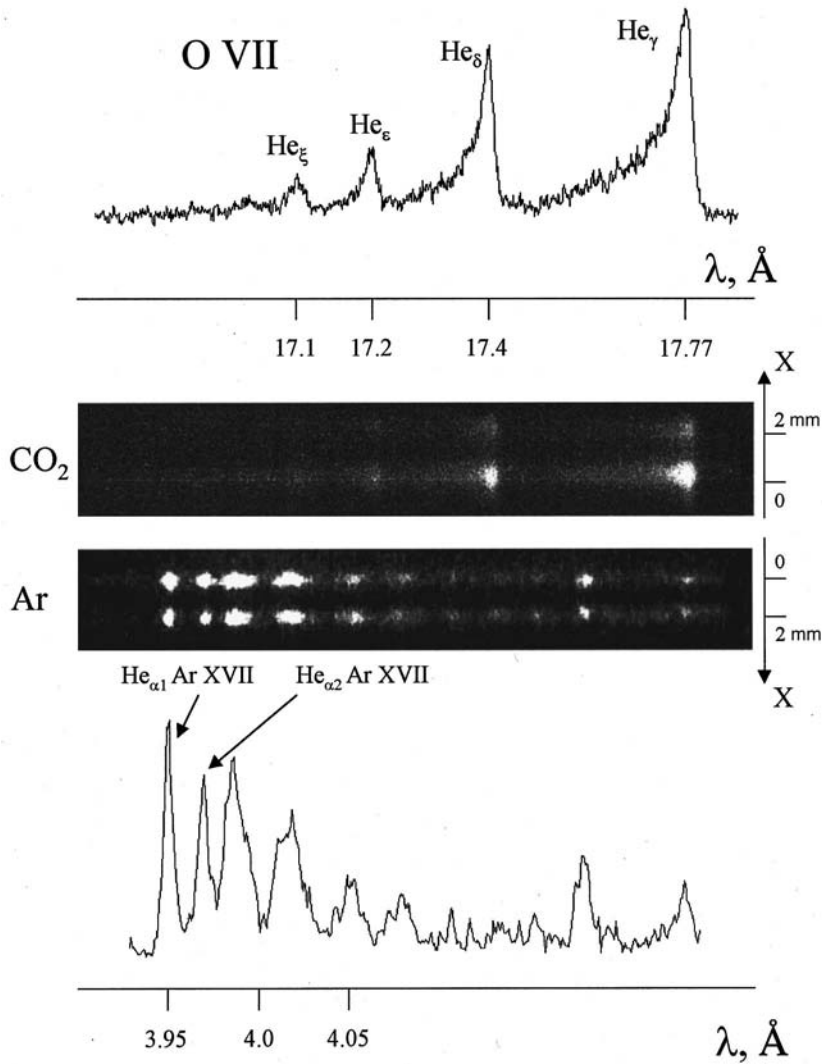 O VII
He_ξ
He_ε
He_δ
He_γ
λ, Å
17.1
17.2
17.4
17.77
X
CO₂
2 mm
0
Ar
0
2 mm
X
He_α1 Ar XVII
He_α2 Ar XVII
3.95
4.0
4.05
λ, Å